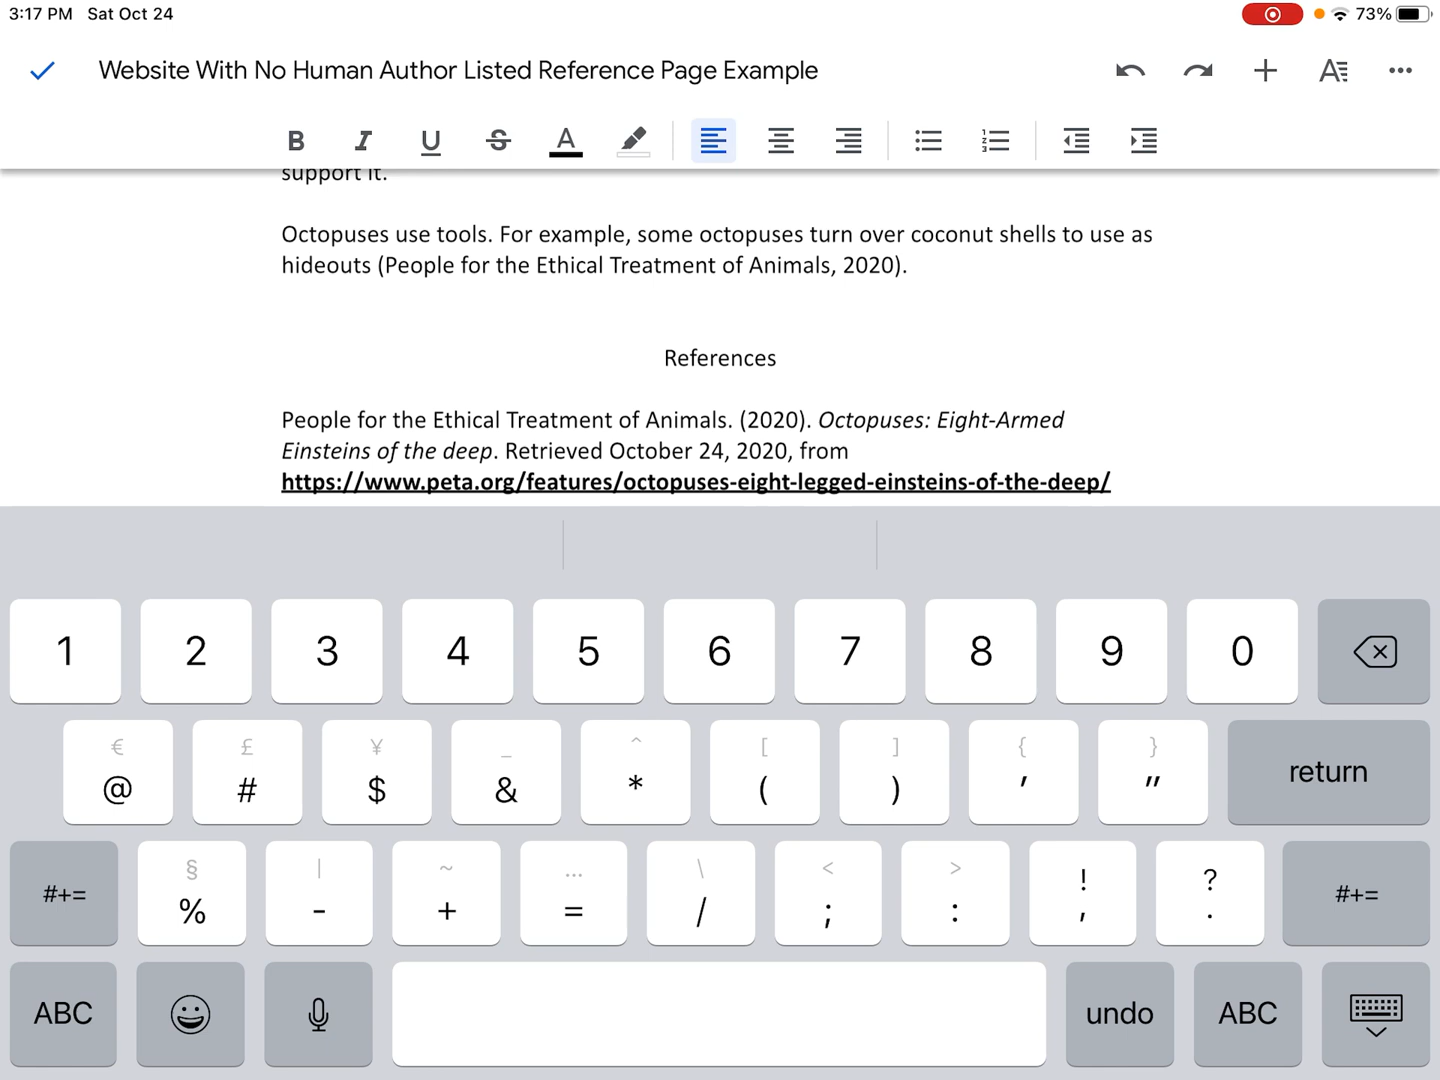 3:17 PM Sat Oct 24 73%
Website With No Human Author Listed Reference Page Example
B I U S A
support it.
Octopuses use tools. For example, some octopuses turn over coconut shells to use as
hideouts (People for the Ethical Treatment of Animals, 2020).
References
People for the Ethical Treatment of Animals. (2020). Octopuses: Eight-Armed
Einsteins of the deep. Retrieved October 24, 2020, from
https://www.peta.org/features/octopuses-eight-legged-einsteins-of-the-deep/
1 2 3 4 5 6 7 8 9 0
€ £ ¥ _ ^ [ ] { }
@ # $ & * ( ) ' " return
§ | ~ … \ < > ! ?
#+= % - + = / ; : , . #+=
ABC undo ABC